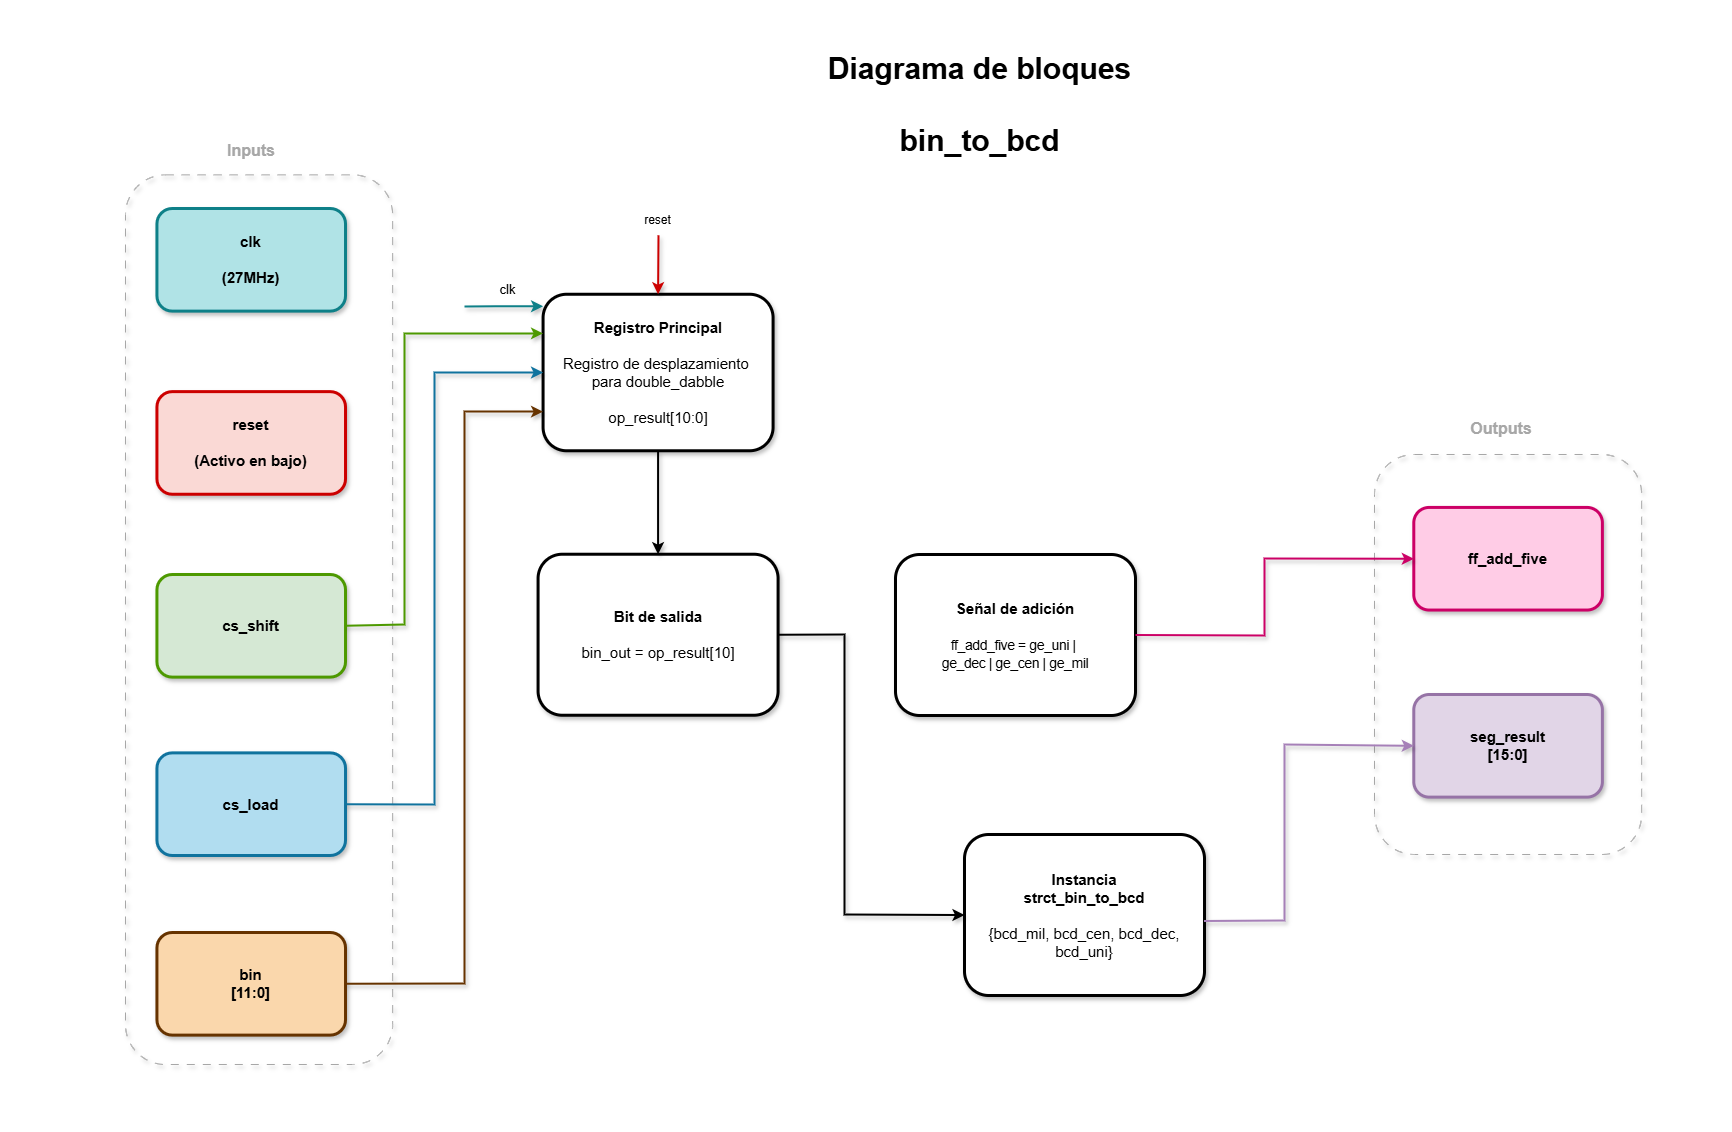 Diagrama de bloques
bin_to_bcd
Inputs
clk
(27MHz)
reset
(Activo en bajo)
cs_shift
cs_load
bin
[11:0]
reset
clk
Registro Principal
Registro de desplazamiento
para double_dabble
op_result[10:0]
Bit de salida
bin_out = op_result[10]
Señal de adición
ff_add_five = ge_uni |
ge_dec | ge_cen | ge_mil
Instancia
strct_bin_to_bcd
{bcd_mil, bcd_cen, bcd_dec,
bcd_uni}
Outputs
ff_add_five
seg_result
[15:0]